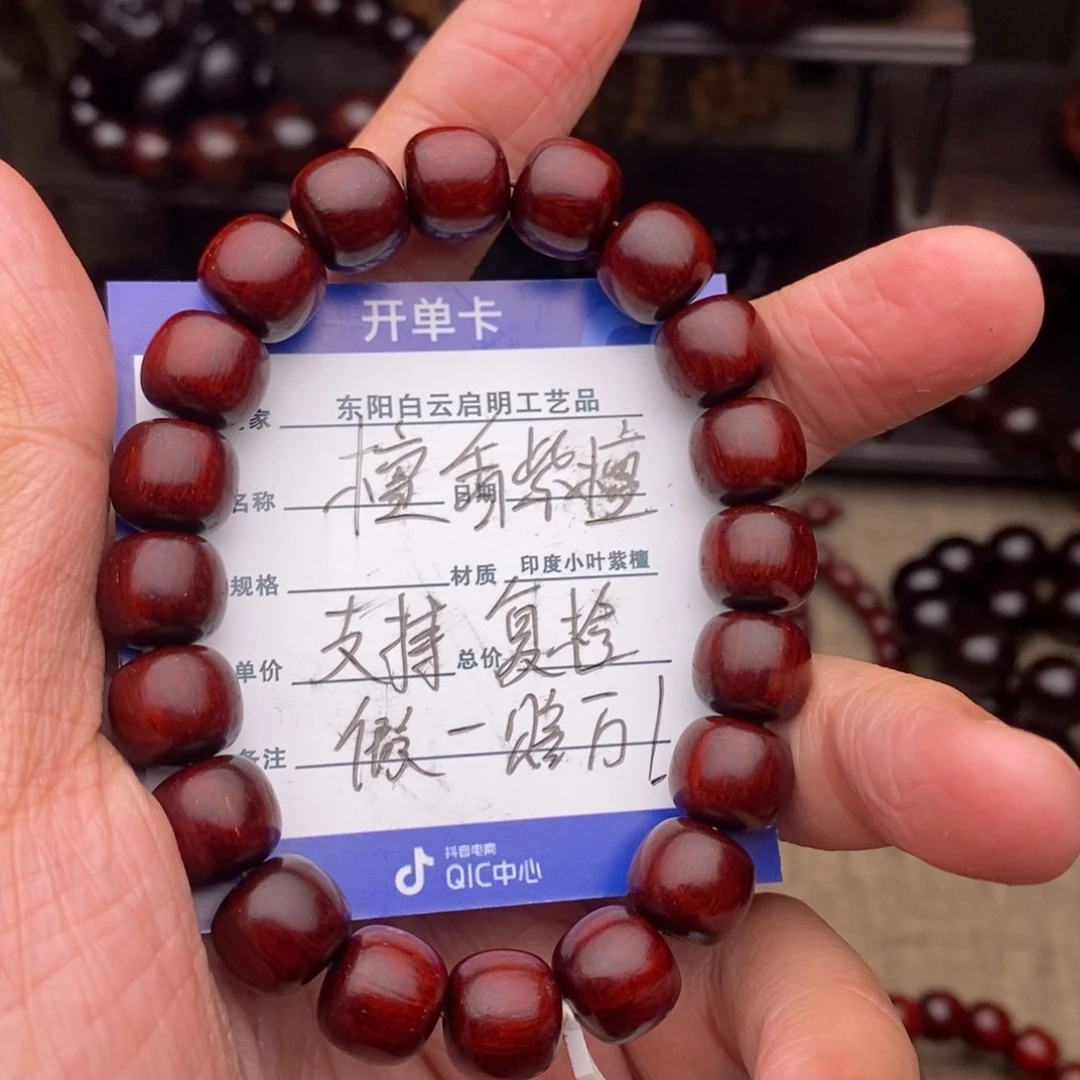 开单卡
家 东阳白云启明工艺品
檀香紫檀
名称 日期
规格 材质 印度小叶紫檀
支持复检
单价 总价
假一赔万!
备注
抖音电商
QIC中心